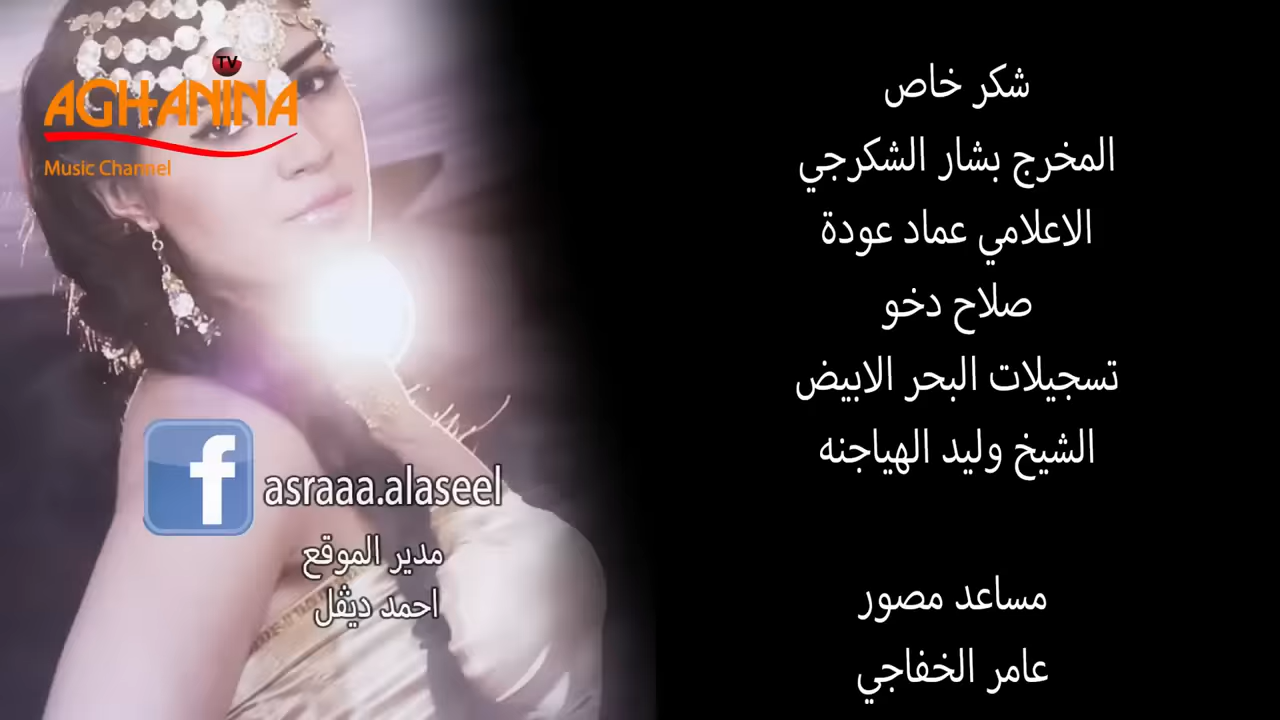 TV
AGHANINA
Music Channel
شكر خاص
المخرج بشار الشكرجي
الاعلامي عماد عودة
صلاح دخو
تسجيلات البحر الابيض
الشيخ وليد الهياجنه
مساعد مصور
عامر الخفاجي
f
asraaa.alaseel
مدير الموقع
احمد ديڤل